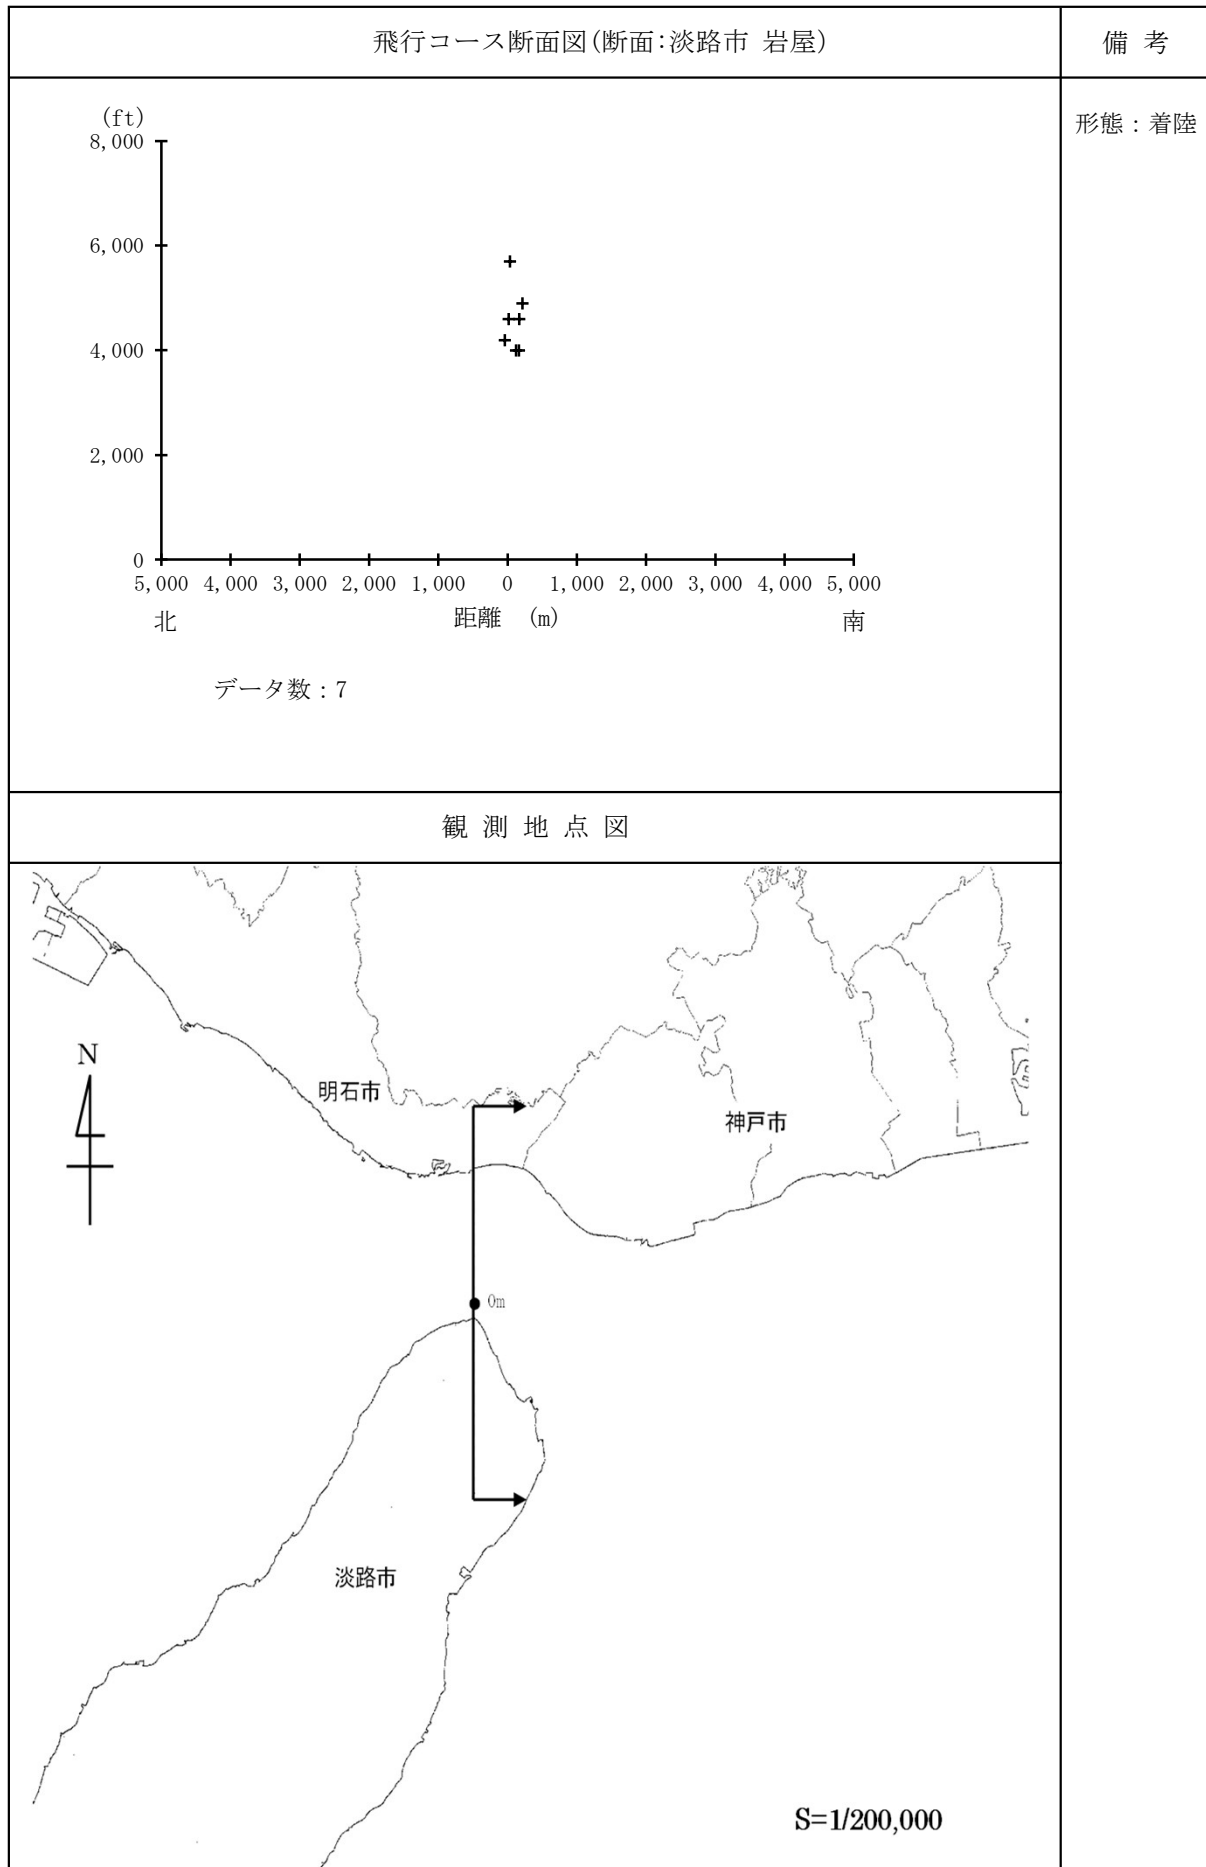 飛行コース断面図(断面:淡路市 岩屋)
備 考
形態：着陸
(ft)
8,000
6,000
4,000
2,000
0
5,000 4,000 3,000 2,000 1,000 0 1,000 2,000 3,000 4,000 5,000
北 距離 (m) 南
データ数：7
観 測 地 点 図
N
明石市
神戸市
0m
淡路市
S=1/200,000